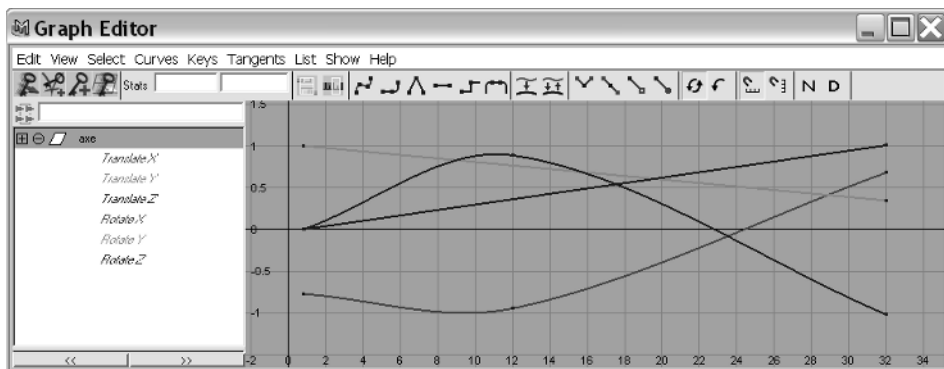 Graph Editor
Edit View Select Curves Keys Tangents List Show Help
Stats
N D
axe
Translate X
Translate Y
Translate Z
Rotate X
Rotate Y
Rotate Z
<< >>
1.5
1
0.5
0
-0.5
-1
-2 0 2 4 6 8 10 12 14 16 18 20 22 24 26 28 30 32 34